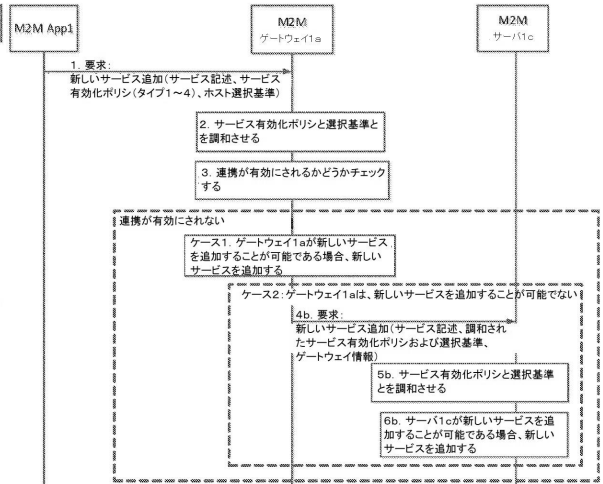 M2M App1
M2M
ゲートウェイ1a
M2M
サーバ1c
1. 要求:
新しいサービス追加(サービス記述、サービス
有効化ポリシ(タイプ1~4)、ホスト選択基準)
2. サービス有効化ポリシと選択基準と
を調和させる
3. 連携が有効にされるかどうかチェック
する
連携が有効にされない
ケース1. ゲートウェイ1aが新しいサービス
を追加することが可能である場合、新しい
サービスを追加する
ケース2:ゲートウェイ1aは、新しいサービスを追加することが可能でない
4b. 要求:
新しいサービス追加(サービス記述、調和され
たサービス有効化ポリシおよび選択基準、
ゲートウェイ情報)
5b. サービス有効化ポリシと選択基準
とを調和させる
6b. サーバ1cが新しいサービスを追
加することが可能である場合、新しい
サービスを追加する